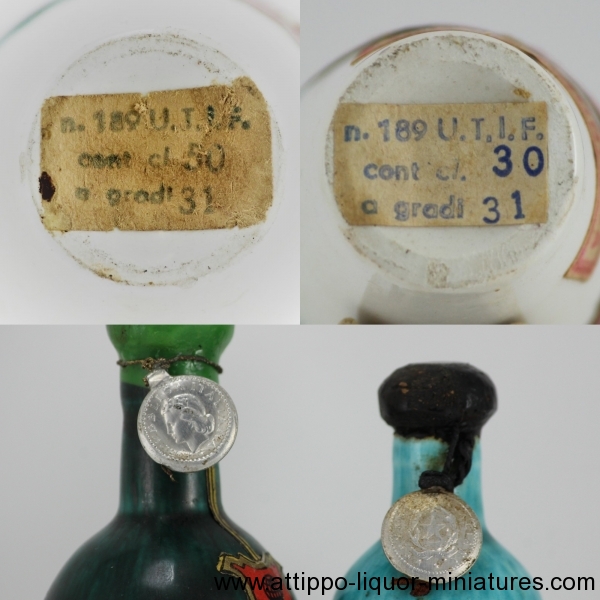 n. 189 U.T.I.F.
cont cl. 50
a gradi 31
n. 189 U.T.I.F.
cont cl. 30
a gradi 31
www.attippo-liquor-miniatures.com